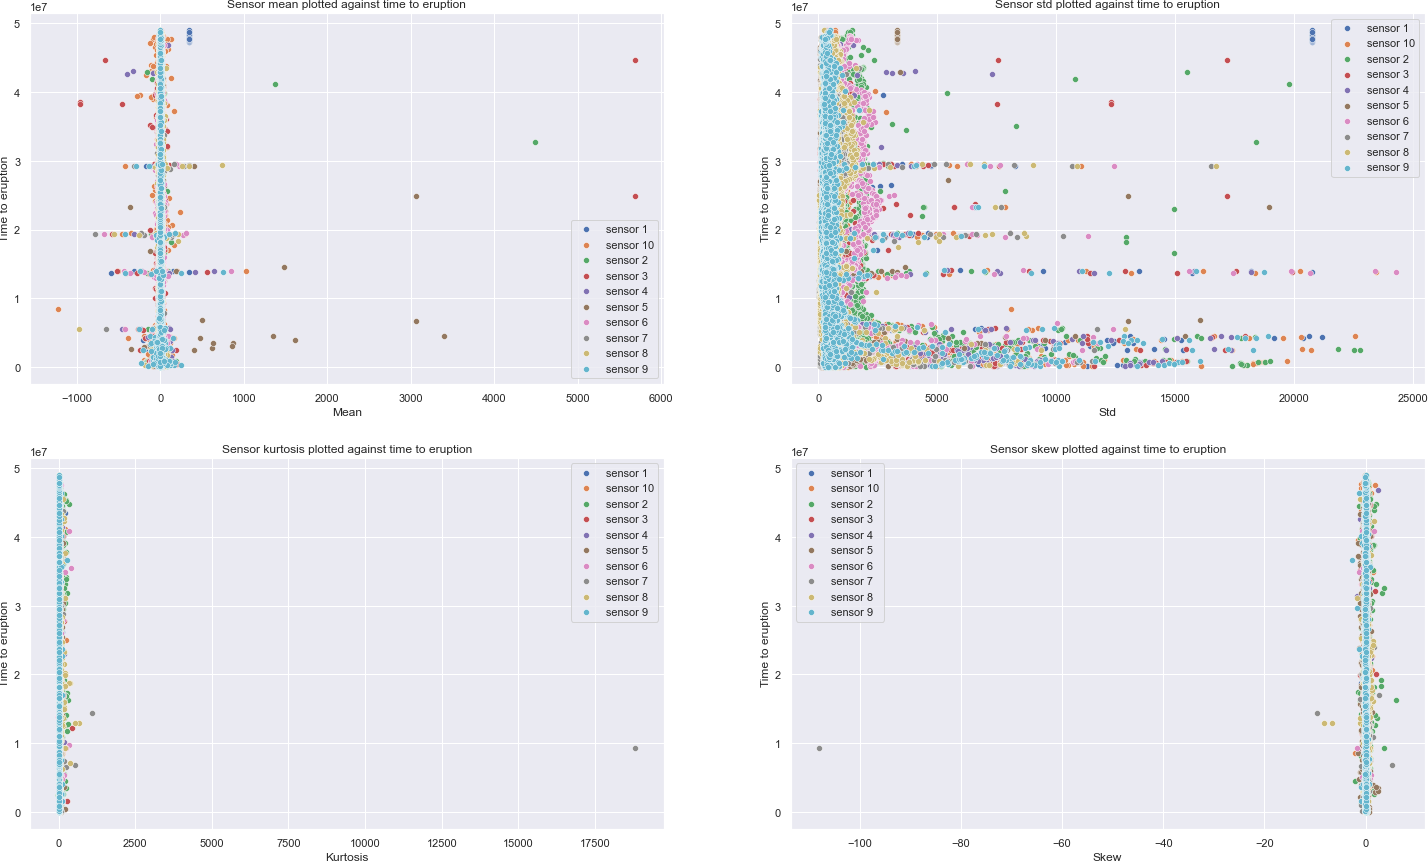 Sensor mean plotted against time to eruption
1e7
5
4
3
2
1
0
Time to eruption
−1000
0
1000
2000
3000
4000
5000
6000
Mean
sensor 1
sensor 10
sensor 2
sensor 3
sensor 4
sensor 5
sensor 6
sensor 7
sensor 8
sensor 9
Sensor std plotted against time to eruption
1e7
5
4
3
2
1
0
Time to eruption
0
5000
10000
15000
20000
25000
Std
sensor 1
sensor 10
sensor 2
sensor 3
sensor 4
sensor 5
sensor 6
sensor 7
sensor 8
sensor 9
Sensor kurtosis plotted against time to eruption
1e7
5
4
3
2
1
0
Time to eruption
0
2500
5000
7500
10000
12500
15000
17500
Kurtosis
sensor 1
sensor 10
sensor 2
sensor 3
sensor 4
sensor 5
sensor 6
sensor 7
sensor 8
sensor 9
Sensor skew plotted against time to eruption
1e7
5
4
3
2
1
0
Time to eruption
−100
−80
−60
−40
−20
0
Skew
sensor 1
sensor 10
sensor 2
sensor 3
sensor 4
sensor 5
sensor 6
sensor 7
sensor 8
sensor 9